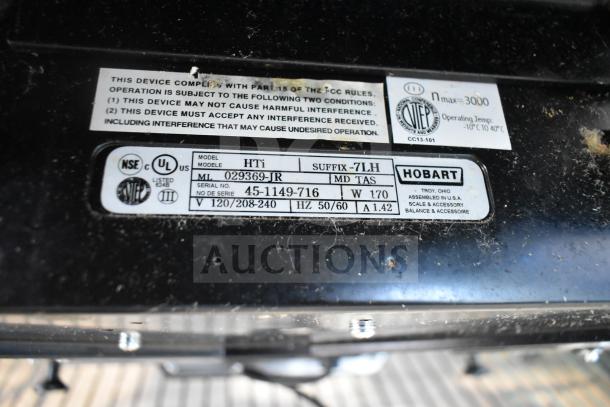 THIS DEVICE COMPLIES WITH PART 15 OF THE FCC RULES.
OPERATION IS SUBJECT TO THE FOLLOWING TWO CONDITIONS:
(1) THIS DEVICE MAY NOT CAUSE HARMFUL INTERFERENCE.
(2) THIS DEVICE MUST ACCEPT ANY INTERFERENCE RECEIVED,
INCLUDING INTERFERENCE THAT MAY CAUSE UNDESIRED OPERATION.
NTEP
CC13-101
n max=3000
Operating Temp:
-10°C TO 40°C
NSF
C UL US
LISTED
NTEP
III
MODEL
MODELE
HTi
SUFFIX -7LH
ML 029369-JR
MD TAS
SERIAL NO.
NO DE SERIE
45-1149-716
W 170
V 120/208-240
HZ 50/60
A 1.42
HOBART
TROY, OHIO
ASSEMBLED IN U.S.A.
SCALE & ACCESSORY
BALANCE & ACCESSOIRE
AUCTIONS